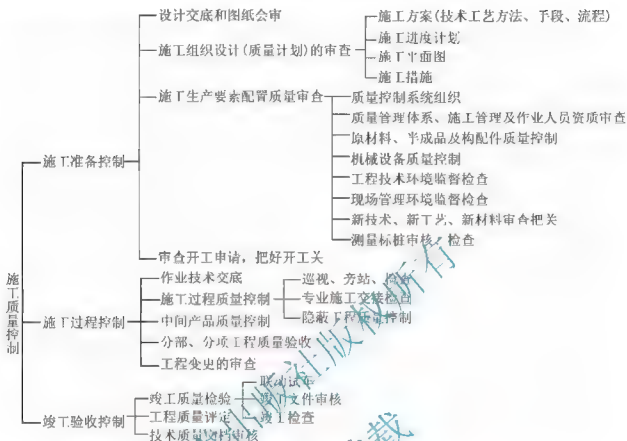 设计交底和图纸会审
施工组织设计(质量计划)的审查
施工方案(技术工艺方法、手段、流程)
施工进度计划
施工平面图
施工措施
施工生产要素配置质量审查
质量控制系统组织
质量管理体系、施工管理及作业人员资质审查
原材料、半成品及构配件质量控制
机械设备质量控制
工程技术环境监督检查
现场管理环境监督检查
新技术、新工艺、新材料审查把关
测量标桩审核、检查
施工准备控制
审查开工申请,把好开工关
施工质量控制
施工过程控制
作业技术交底
施工过程质量控制
巡视、旁站、
专业施工交接检查
隐蔽工程质量控制
中间产品质量控制
分部、分项工程质量验收
工程变更的审查
竣工验收控制
竣工质量检验
联动试车
竣工文件审核
竣工检查
工程质量评定
技术质量文档审核
版社版权所有